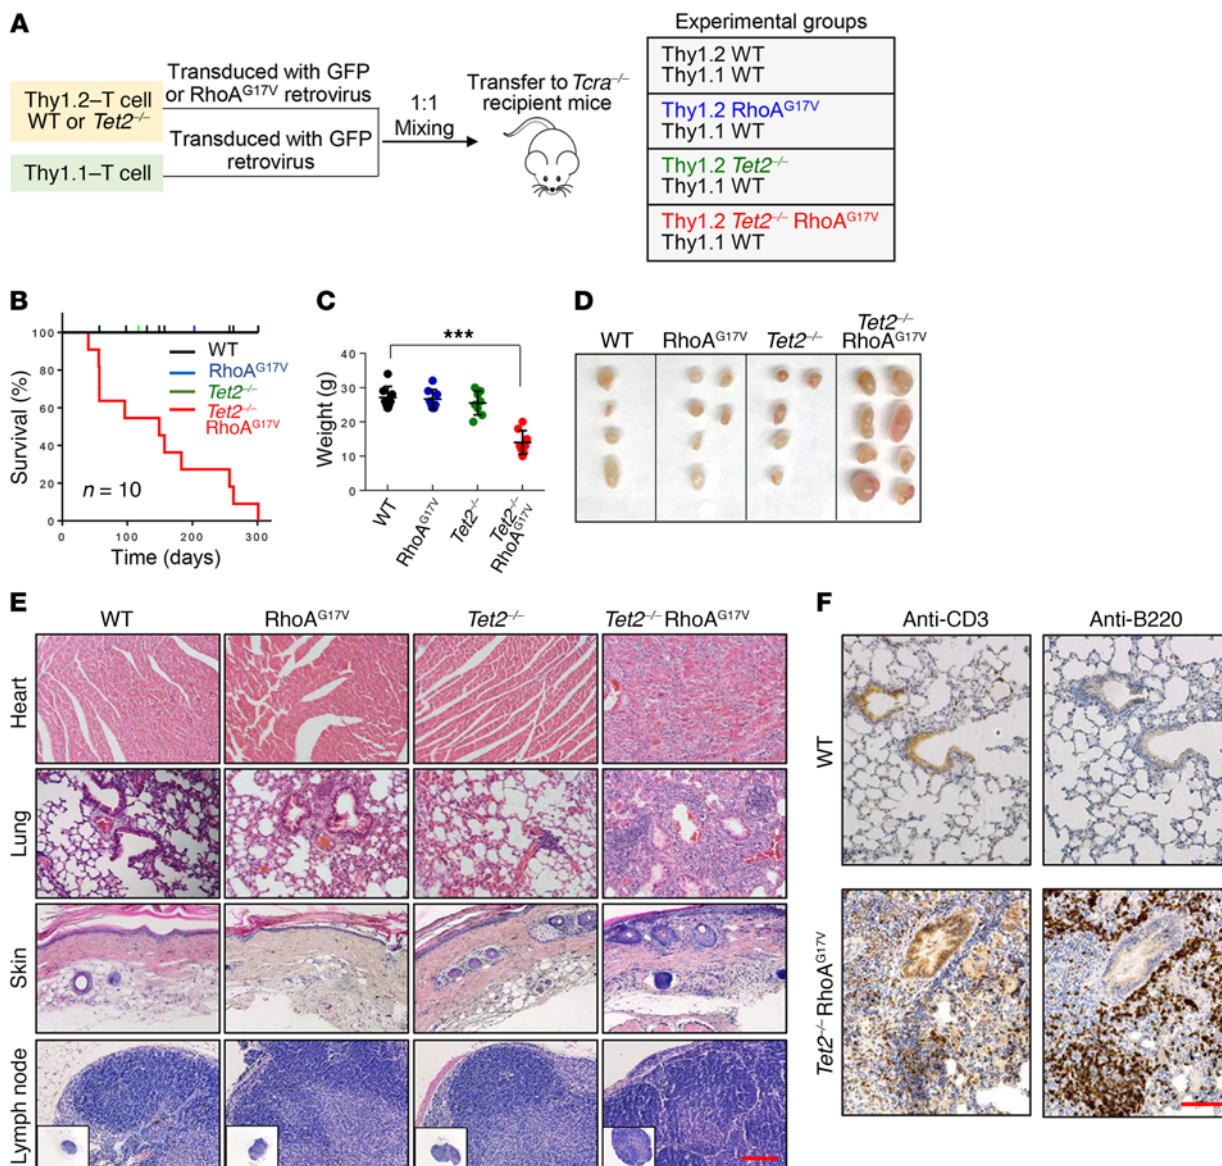 A
Thy1.2–T cell
WT or Tet2–/–
Thy1.1–T cell
Transduced with GFP
or RhoAG17V retrovirus
Transduced with GFP
retrovirus
1:1
Mixing
Transfer to Tcra–/–
recipient mice
Experimental groups
Thy1.2 WT
Thy1.1 WT
Thy1.2 RhoAG17V
Thy1.1 WT
Thy1.2 Tet2–/–
Thy1.1 WT
Thy1.2 Tet2–/– RhoAG17V
Thy1.1 WT
B
Survival (%)
100
80
60
40
20
0
0
100
200
300
Time (days)
WT
RhoAG17V
Tet2–/–
Tet2–/–
RhoAG17V
n = 10
C
Weight (g)
40
30
20
10
0
***
WT
RhoAG17V
Tet2–/–
Tet2–/–
RhoAG17V
D
WT
RhoAG17V
Tet2–/–
Tet2–/–
RhoAG17V
E
WT
RhoAG17V
Tet2–/–
Tet2–/– RhoAG17V
Heart
Lung
Skin
Lymph node
F
Anti-CD3
Anti-B220
WT
Tet2–/– RhoAG17V